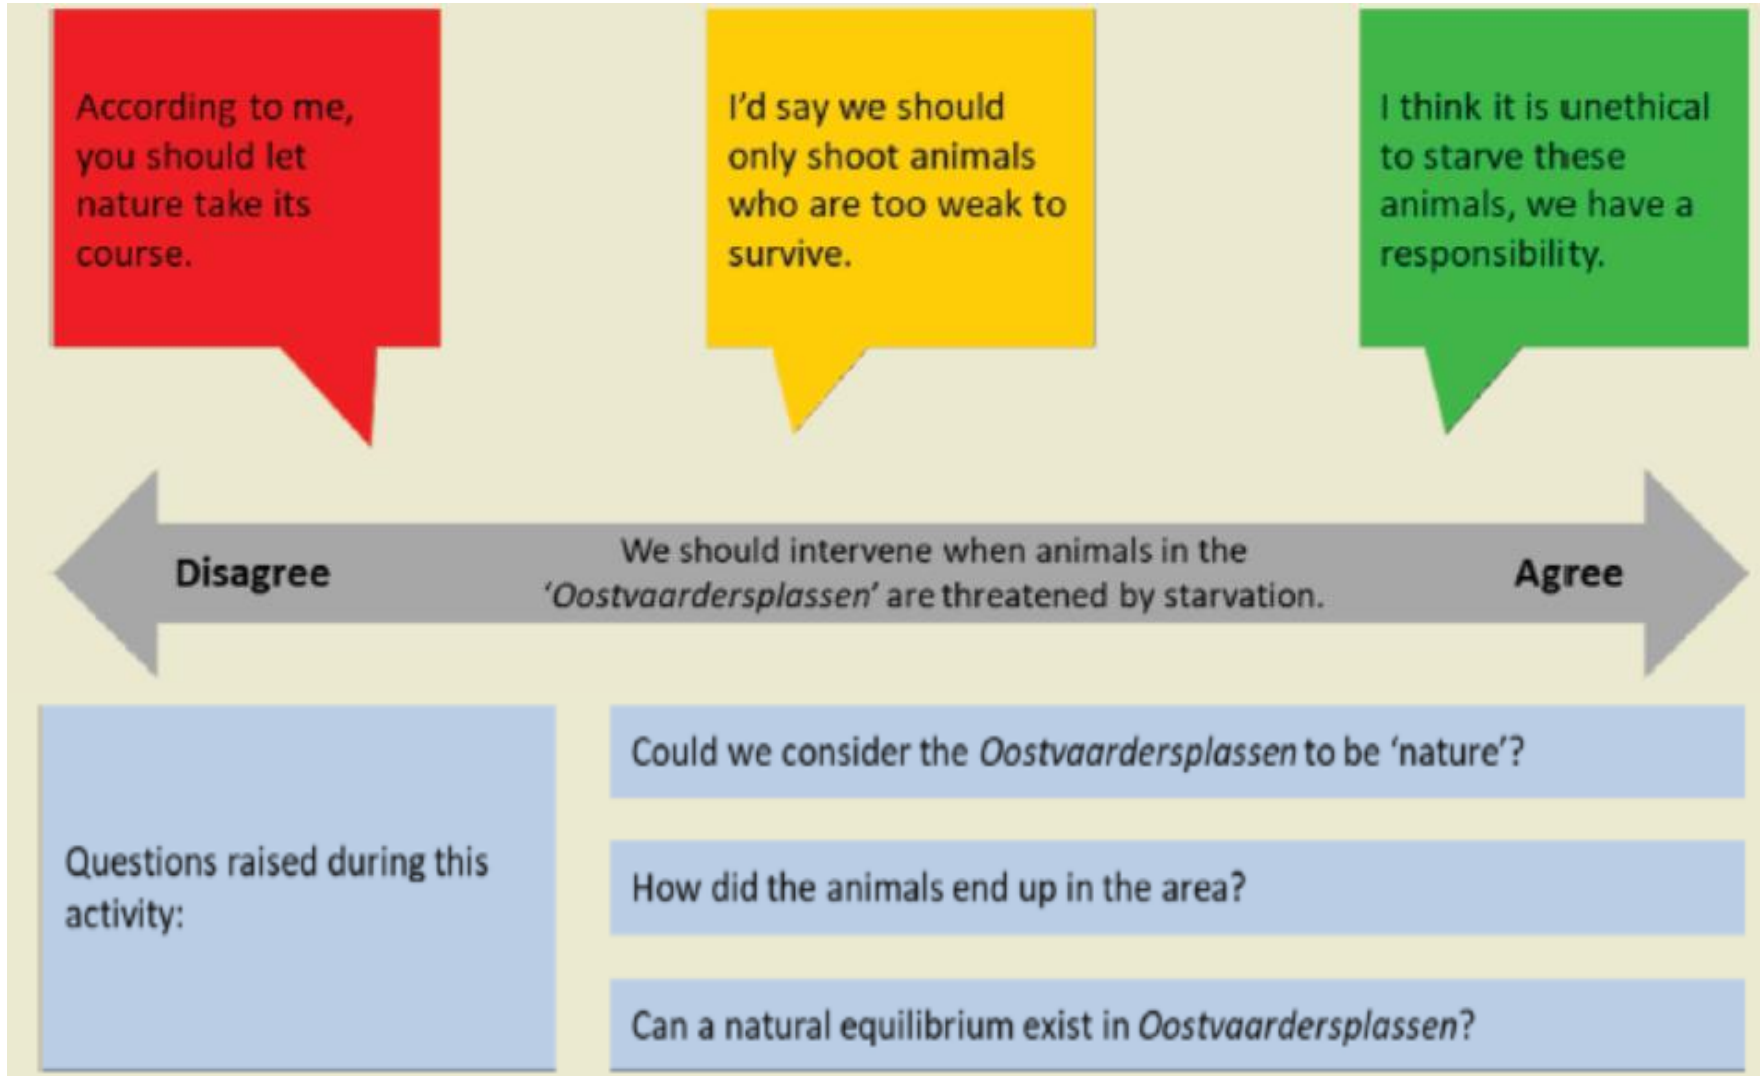 According to me,
you should let
nature take its
course.
I'd say we should
only shoot animals
who are too weak to
survive.
I think it is unethical
to starve these
animals, we have a
responsibility.
Disagree
We should intervene when animals in the
‘Oostvaardersplassen’ are threatened by starvation.
Agree
Questions raised during this
activity:
Could we consider the Oostvaardersplassen to be ‘nature’?
How did the animals end up in the area?
Can a natural equilibrium exist in Oostvaardersplassen?